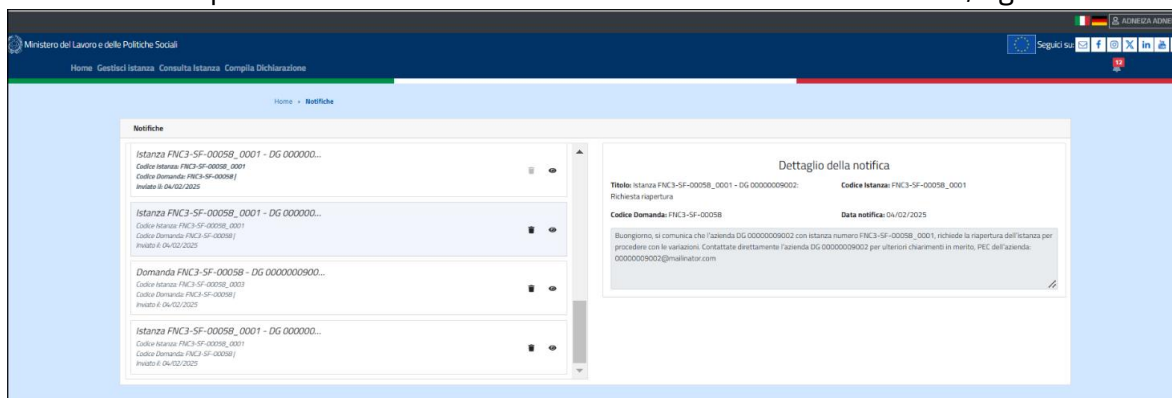 ADNEIZA ADNE
Ministero del Lavoro e delle Politiche Sociali
Seguici su:
Home Gestisci istanza Consulta Istanza Compila Dichiarazione
12
Home › Notifiche
Notifiche
Istanza FNC3-SF-00058_0001 - DG 000000...
Codice Istanza: FNC3-SF-00058_0001
Codice Domanda: FNC3-SF-00058 |
Inviato il: 04/02/2025
Istanza FNC3-SF-00058_0001 - DG 000000...
Codice Istanza: FNC3-SF-00058_0001
Codice Domanda: FNC3-SF-00058 |
Inviato il: 04/02/2025
Domanda FNC3-SF-00058 - DG 0000000900...
Codice Istanza: FNC3-SF-00058_0003
Codice Domanda: FNC3-SF-00058 |
Inviato il: 04/02/2025
Istanza FNC3-SF-00058_0001 - DG 000000...
Codice Istanza: FNC3-SF-00058_0001
Codice Domanda: FNC3-SF-00058 |
Inviato il: 04/02/2025
Dettaglio della notifica
Titolo: Istanza FNC3-SF-00058_0001 - DG 00000009002:
Richiesta riapertura
Codice Istanza: FNC3-SF-00058_0001
Codice Domanda: FNC3-SF-00058
Data notifica: 04/02/2025
Buongiorno, si comunica che l'azienda DG 00000009002 con istanza numero FNC3-SF-00058_0001, richiede la riapertura dell'istanza per
procedere con le variazioni. Contattate direttamente l'azienda DG 00000009002 per ulteriori chiarimenti in merito, PEC dell'azienda:
00000009002@mailinator.com